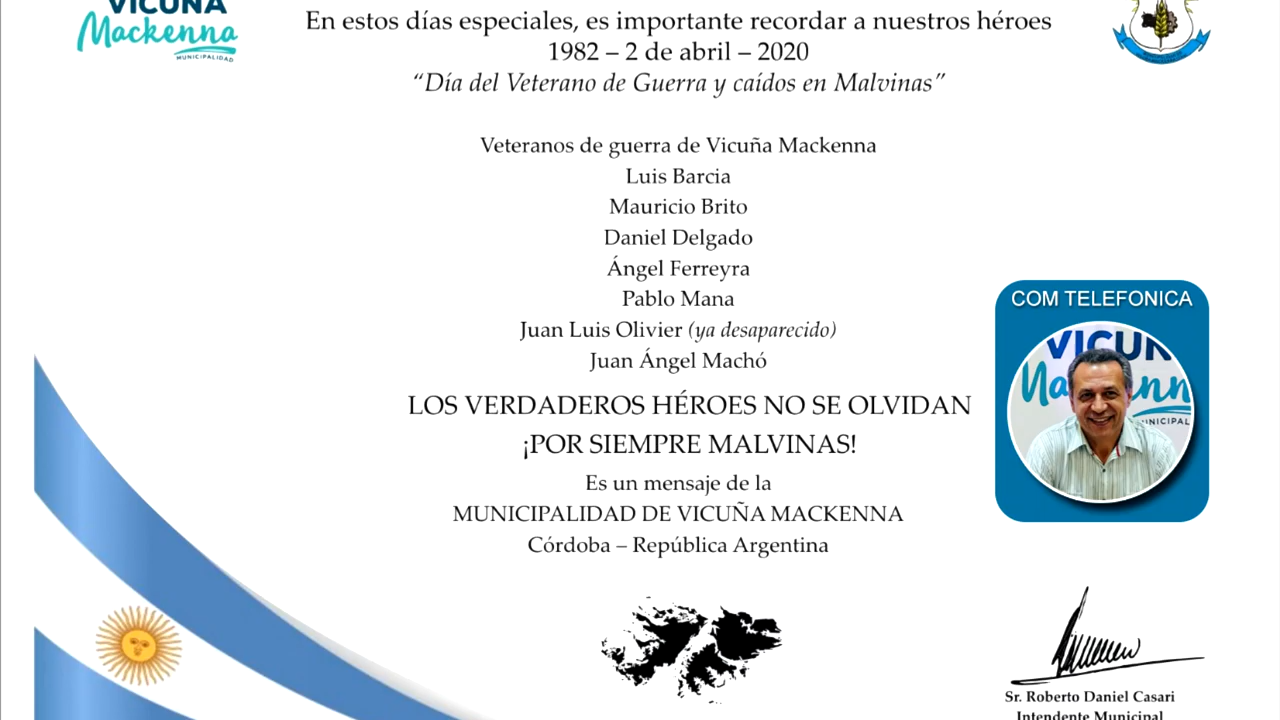 VICUÑA
Mackenna
MUNICIPALIDAD
En estos días especiales, es importante recordar a nuestros héroes
1982 – 2 de abril – 2020
“Día del Veterano de Guerra y caídos en Malvinas”
Veteranos de guerra de Vicuña Mackenna
Luis Barcia
Mauricio Brito
Daniel Delgado
Ángel Ferreyra
Pablo Mana
Juan Luis Olivier (ya desaparecido)
Juan Ángel Machó
LOS VERDADEROS HÉROES NO SE OLVIDAN
¡POR SIEMPRE MALVINAS!
Es un mensaje de la
MUNICIPALIDAD DE VICUÑA MACKENNA
Córdoba – República Argentina
COM TELEFONICA
VICUÑ
Mackenn
UNICIPAL
Sr. Roberto Daniel Casari
Intendente Municipal